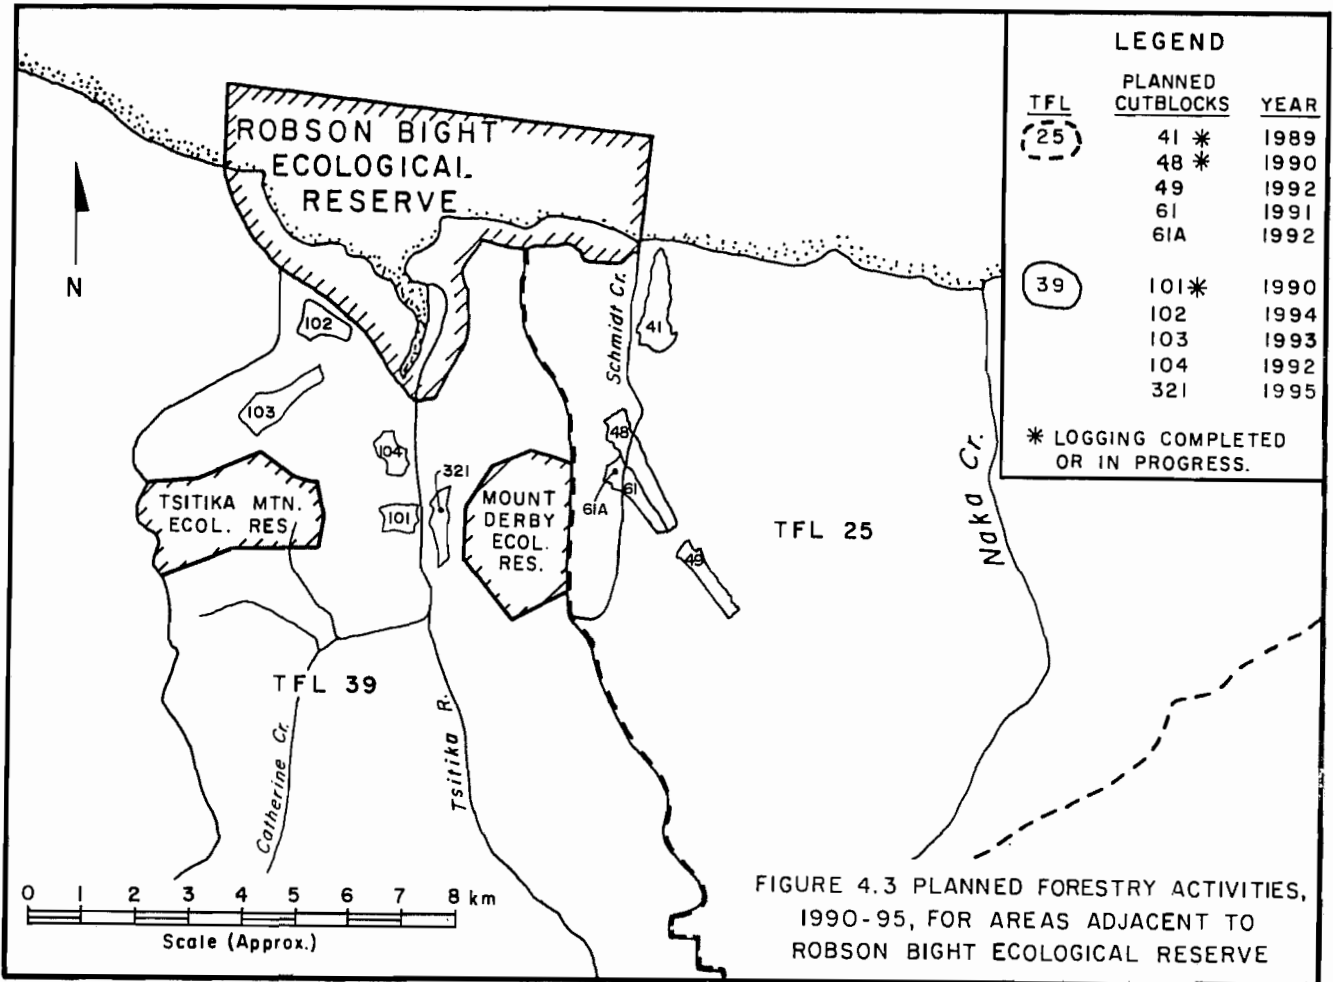 LEGEND
TFL PLANNED CUTBLOCKS YEAR
25 41 * 1989
48 * 1990
49 1992
61 1991
61A 1992
39 101 * 1990
102 1994
103 1993
104 1992
321 1995
* LOGGING COMPLETED
OR IN PROGRESS.
ROBSON BIGHT
ECOLOGICAL
RESERVE
N
102
103
104
101
321
41
48
61
61A
49
Schmidt Cr.
Naka Cr.
TSITIKA MTN.
ECOL. RES.
MOUNT
DERBY
ECOL.
RES.
TFL 25
TFL 39
Catherine Cr.
Tsitika R.
0 1 2 3 4 5 6 7 8 km
Scale (Approx.)
FIGURE 4.3 PLANNED FORESTRY ACTIVITIES,
1990-95, FOR AREAS ADJACENT TO
ROBSON BIGHT ECOLOGICAL RESERVE